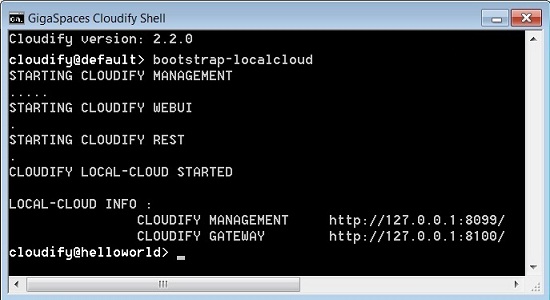 GigaSpaces Cloudify Shell
Cloudify version: 2.2.0
cloudify@default> bootstrap-localcloud
STARTING CLOUDIFY MANAGEMENT
.....
STARTING CLOUDIFY WEBUI
.
STARTING CLOUDIFY REST
.
CLOUDIFY LOCAL-CLOUD STARTED
LOCAL-CLOUD INFO :
CLOUDIFY MANAGEMENT http://127.0.0.1:8099/
CLOUDIFY GATEWAY http://127.0.0.1:8100/
cloudify@helloworld> _